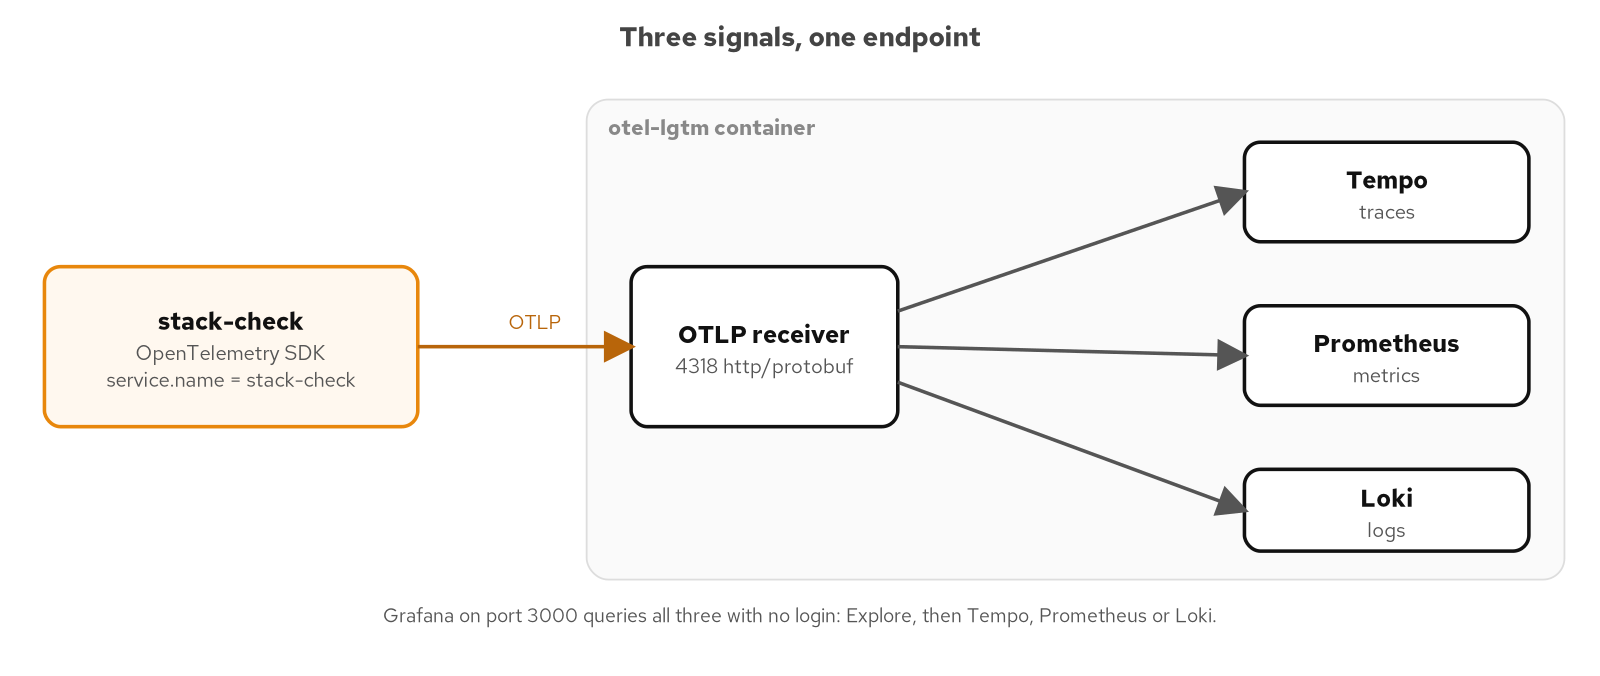 Three signals, one endpoint
otel-lgtm container
stack-check
OpenTelemetry SDK
service.name = stack-check
OTLP
OTLP receiver
4318 http/protobuf
Tempo
traces
Prometheus
metrics
Loki
logs
Grafana on port 3000 queries all three with no login: Explore, then Tempo, Prometheus or Loki.